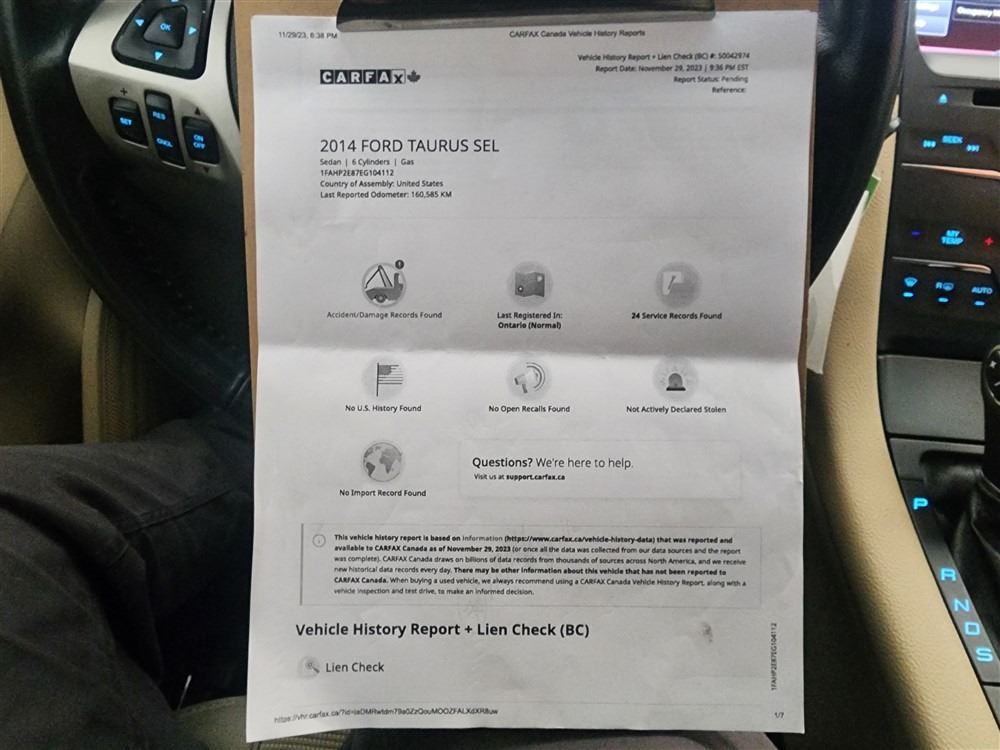 11/29/23, 6:38 PM
CARFAX Canada Vehicle History Reports
Vehicle History Report + Lien Check (BC) #: 50042974
Report Date: November 29, 2023 | 9:36 PM EST
Report Status: Pending
Reference:
CARFAX
2014 FORD TAURUS SEL
Sedan | 6 Cylinders | Gas
1FAHP2E87EG104112
Country of Assembly: United States
Last Reported Odometer: 160,585 KM
Accident/Damage Records Found
Last Registered In:
Ontario (Normal)
24 Service Records Found
No U.S. History Found
No Open Recalls Found
Not Actively Declared Stolen
No Import Record Found
Questions? We're here to help.
Visit us at support.carfax.ca
This vehicle history report is based on information (https://www.carfax.ca/vehicle-history-data) that was reported and
available to CARFAX Canada as of November 29, 2023 (or once all the data was collected from our data sources and the report
was complete). CARFAX Canada draws on billions of data records from thousands of sources across North America, and we receive
new historical data records every day. There may be other information about this vehicle that has not been reported to
CARFAX Canada. When buying a used vehicle, we always recommend using a CARFAX Canada Vehicle History Report, along with a
vehicle inspection and test drive, to make an informed decision.
Vehicle History Report + Lien Check (BC)
Lien Check
1FAHP2E87EG104112
1/7
OK
SET
RES
CNCL
ON
OFF
SEEK
MY
TEMP
R
AUTO
P
R
N
D
S